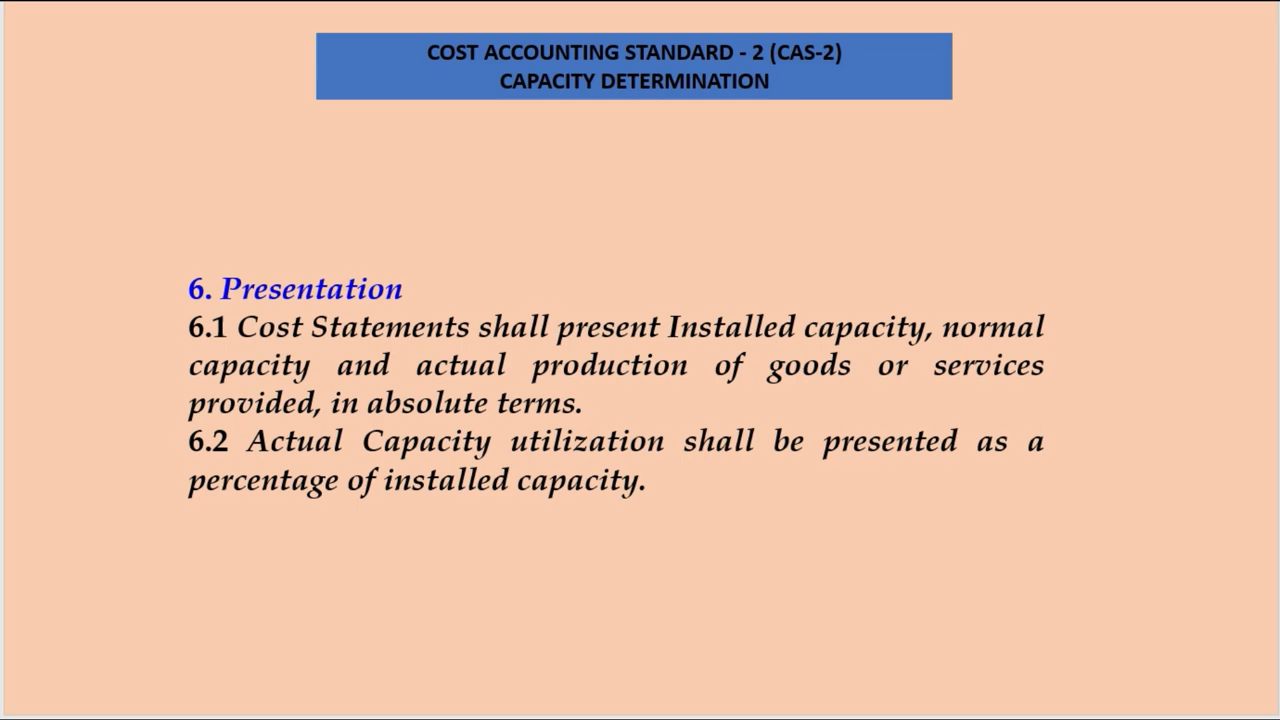 COST ACCOUNTING STANDARD - 2 (CAS-2)
CAPACITY DETERMINATION
6. Presentation
6.1 Cost Statements shall present Installed capacity, normal
capacity and actual production of goods or services
provided, in absolute terms.
6.2 Actual Capacity utilization shall be presented as a
percentage of installed capacity.